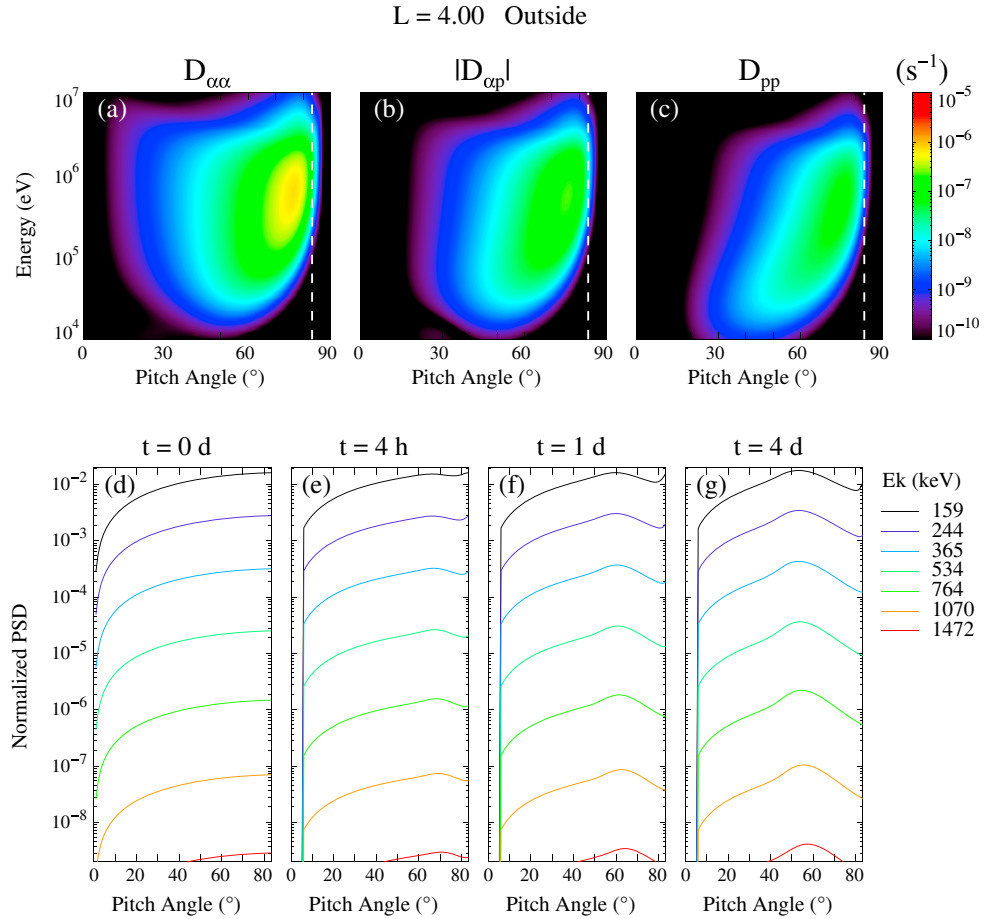 L = 4.00 Outside
Dαα |Dαp| Dpp (s⁻¹)
(a) (b) (c)
Energy (eV)
10⁷
10⁶
10⁵
10⁴
0 30 60 90
0 30 60 90
0 30 60 90
Pitch Angle (°) Pitch Angle (°) Pitch Angle (°)
10⁻⁵
10⁻⁶
10⁻⁷
10⁻⁸
10⁻⁹
10⁻¹⁰
t = 0 d t = 4 h t = 1 d t = 4 d
(d) (e) (f) (g)
Normalized PSD
10⁻²
10⁻³
10⁻⁴
10⁻⁵
10⁻⁶
10⁻⁷
10⁻⁸
0 20 40 60 80
0 20 40 60 80
0 20 40 60 80
0 20 40 60 80
Pitch Angle (°) Pitch Angle (°) Pitch Angle (°) Pitch Angle (°)
Ek (keV)
159
244
365
534
764
1070
1472